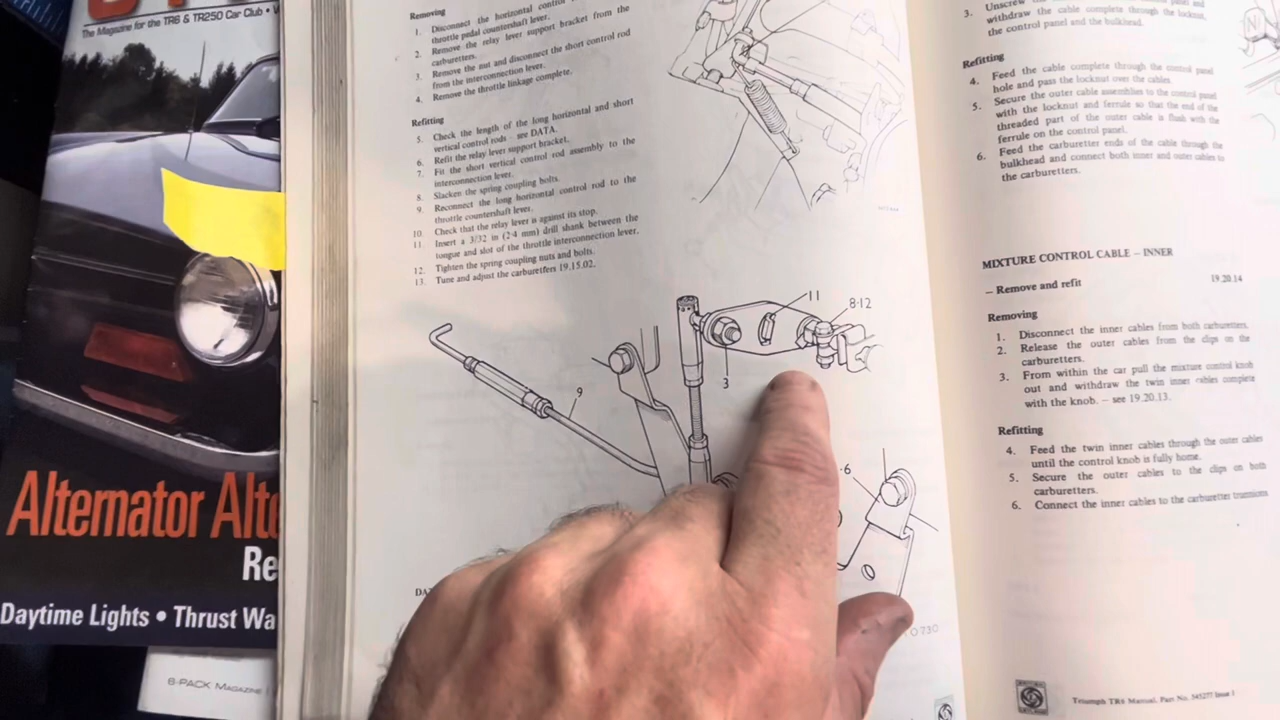 The Magazine for the TR6 & TR250 Car Club •
Alternator Alte
Re
Daytime Lights • Thrust Wa
6-PACK MAGAZINE
Removing
1. Disconnect the horizontal control
throttle pedal countershaft lever.
2. Remove the relay lever support bracket from the
carburetters.
3. Remove the nut and disconnect the short control rod
from the interconnection lever.
4. Remove the throttle linkage complete.
Refitting
5. Check the length of the long horizontal and short
vertical control rods – see DATA.
6. Refit the relay lever support bracket.
7. Fit the short vertical control rod assembly to the
interconnection lever.
8. Slacken the spring coupling bolts.
9. Reconnect the long horizontal control rod to the
throttle countershaft lever.
10. Check that the relay lever is against its stop.
11. Insert a 3/32 in (2·4 mm) drill shank between the
tongue and slot of the throttle interconnection lever.
12. Tighten the spring coupling nuts and bolts.
13. Tune and adjust the carburetters 19.15.02.
11
8·12
3
9
·6
DA
O730
3. Unscrew
withdraw the cable complete through the locknut,
the control panel and the bulkhead.
Refitting
4. Feed the cable complete through the control panel
hole and pass the locknut over the cables.
5. Secure the outer cable assemblies to the control panel
with the locknut and ferrule so that the end of the
threaded part of the outer cable is flush with the
ferrule on the control panel.
6. Feed the carburetter ends of the cable through the
bulkhead and connect both inner and outer cables to
the carburetters.
MIXTURE CONTROL CABLE – INNER
– Remove and refit 19.20.14
Removing
1. Disconnect the inner cables from both carburetters.
2. Release the outer cables from the clips on the
carburetters.
3. From within the car pull the mixture control knob
out and withdraw the twin inner cables complete
with the knob. – see 19.20.13.
Refitting
4. Feed the twin inner cables through the outer cables
until the control knob is fully home.
5. Secure the outer cables to the clips on both
carburetters.
6. Connect the inner cables to the carburetter trunnions
Triumph TR6 Manual. Part No. 545277 Issue 1